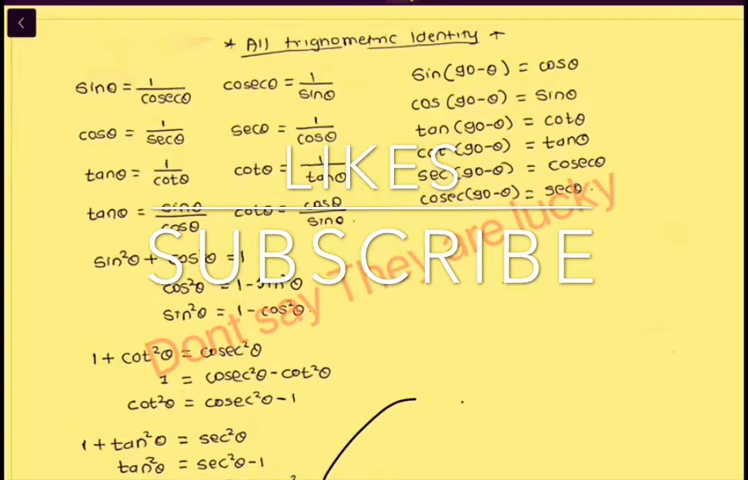 * All trignometric Identity +
sinθ = 1/cosecθ cosecθ = 1/sinθ
cosθ = 1/secθ secθ = 1/cosθ
tanθ = 1/cotθ cotθ = 1/tanθ
tanθ = sinθ/cosθ cotθ = cosθ/sinθ
sin(90-θ) = cosθ
cos(90-θ) = sinθ
tan(90-θ) = cotθ
cot(90-θ) = tanθ
sec(90-θ) = cosecθ
cosec(90-θ) = secθ
LIKES
SUBSCRIBE
Dont say They are lucky
sin²θ + cos²θ = 1
cos²θ = 1 - sin²θ
sin²θ = 1 - cos²θ
1 + cot²θ = cosec²θ
1 = cosec²θ - cot²θ
cot²θ = cosec²θ - 1
1 + tan²θ = sec²θ
tan²θ = sec²θ - 1